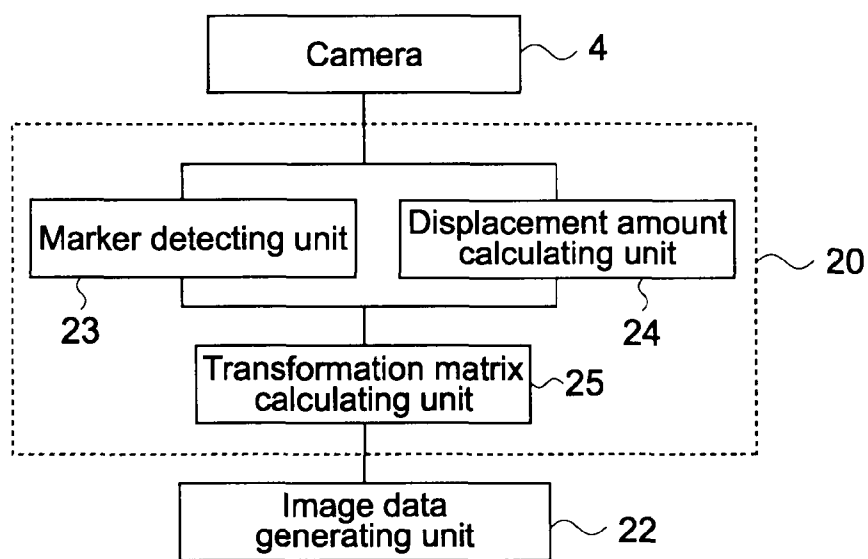 Camera
4
Marker detecting unit
Displacement amount
calculating unit
20
23
24
Transformation matrix
calculating unit
25
Image data
generating unit
22